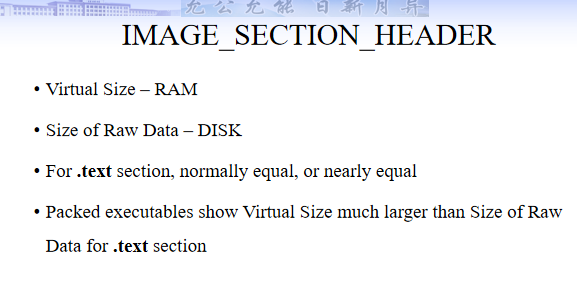 允公允能 日新月异
IMAGE_SECTION_HEADER
• Virtual Size – RAM
• Size of Raw Data – DISK
• For .text section, normally equal, or nearly equal
• Packed executables show Virtual Size much larger than Size of Raw
Data for .text section